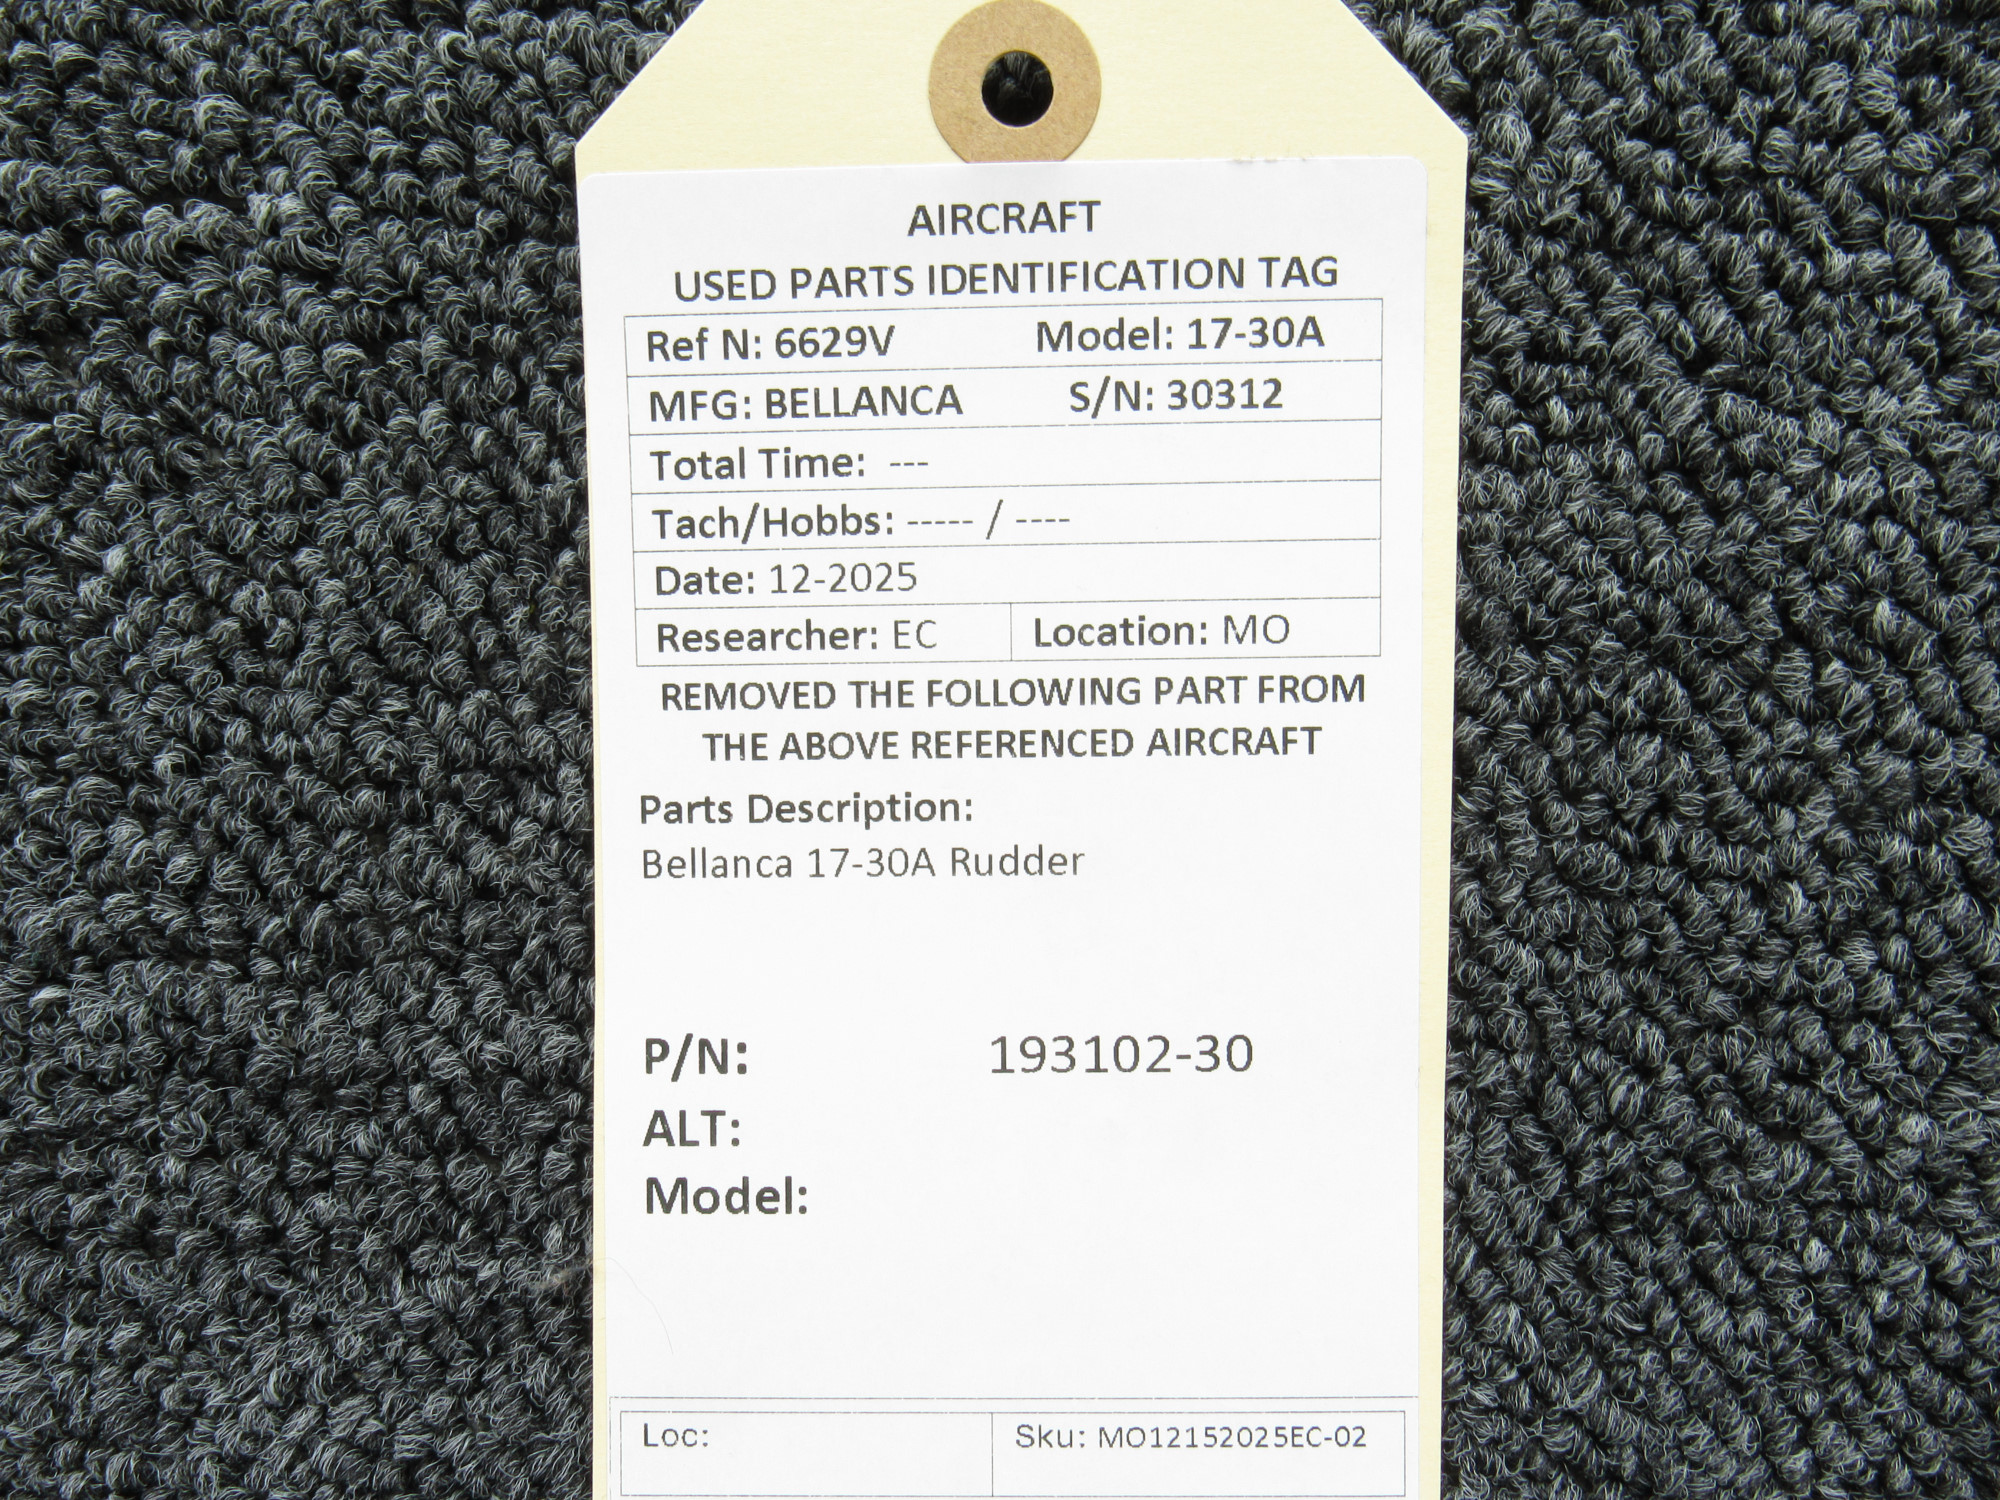 AIRCRAFT
USED PARTS IDENTIFICATION TAG
Ref N: 6629V Model: 17-30A
MFG: BELLANCA S/N: 30312
Total Time: ---
Tach/Hobbs: ----- / ----
Date: 12-2025
Researcher: EC Location: MO
REMOVED THE FOLLOWING PART FROM
THE ABOVE REFERENCED AIRCRAFT
Parts Description:
Bellanca 17-30A Rudder
P/N: 193102-30
ALT:
Model:
Loc: Sku: MO12152025EC-02